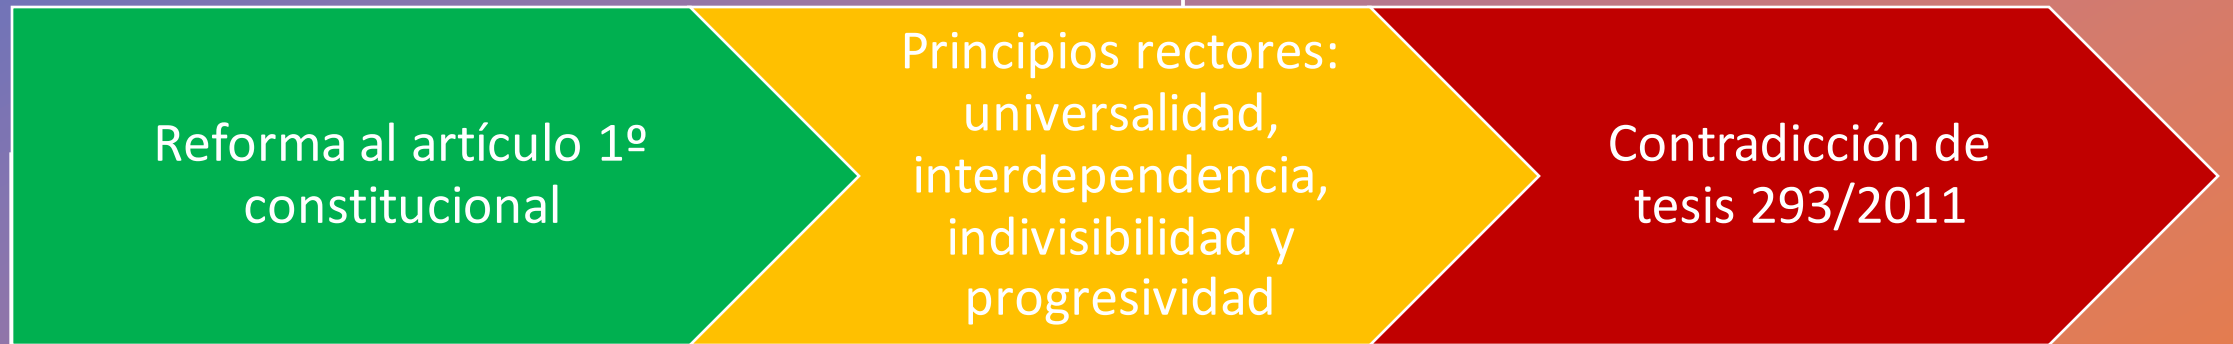 Reforma al artículo 1º
constitucional
Principios rectores:
universalidad,
interdependencia,
indivisibilidad y
progresividad
Contradicción de
tesis 293/2011